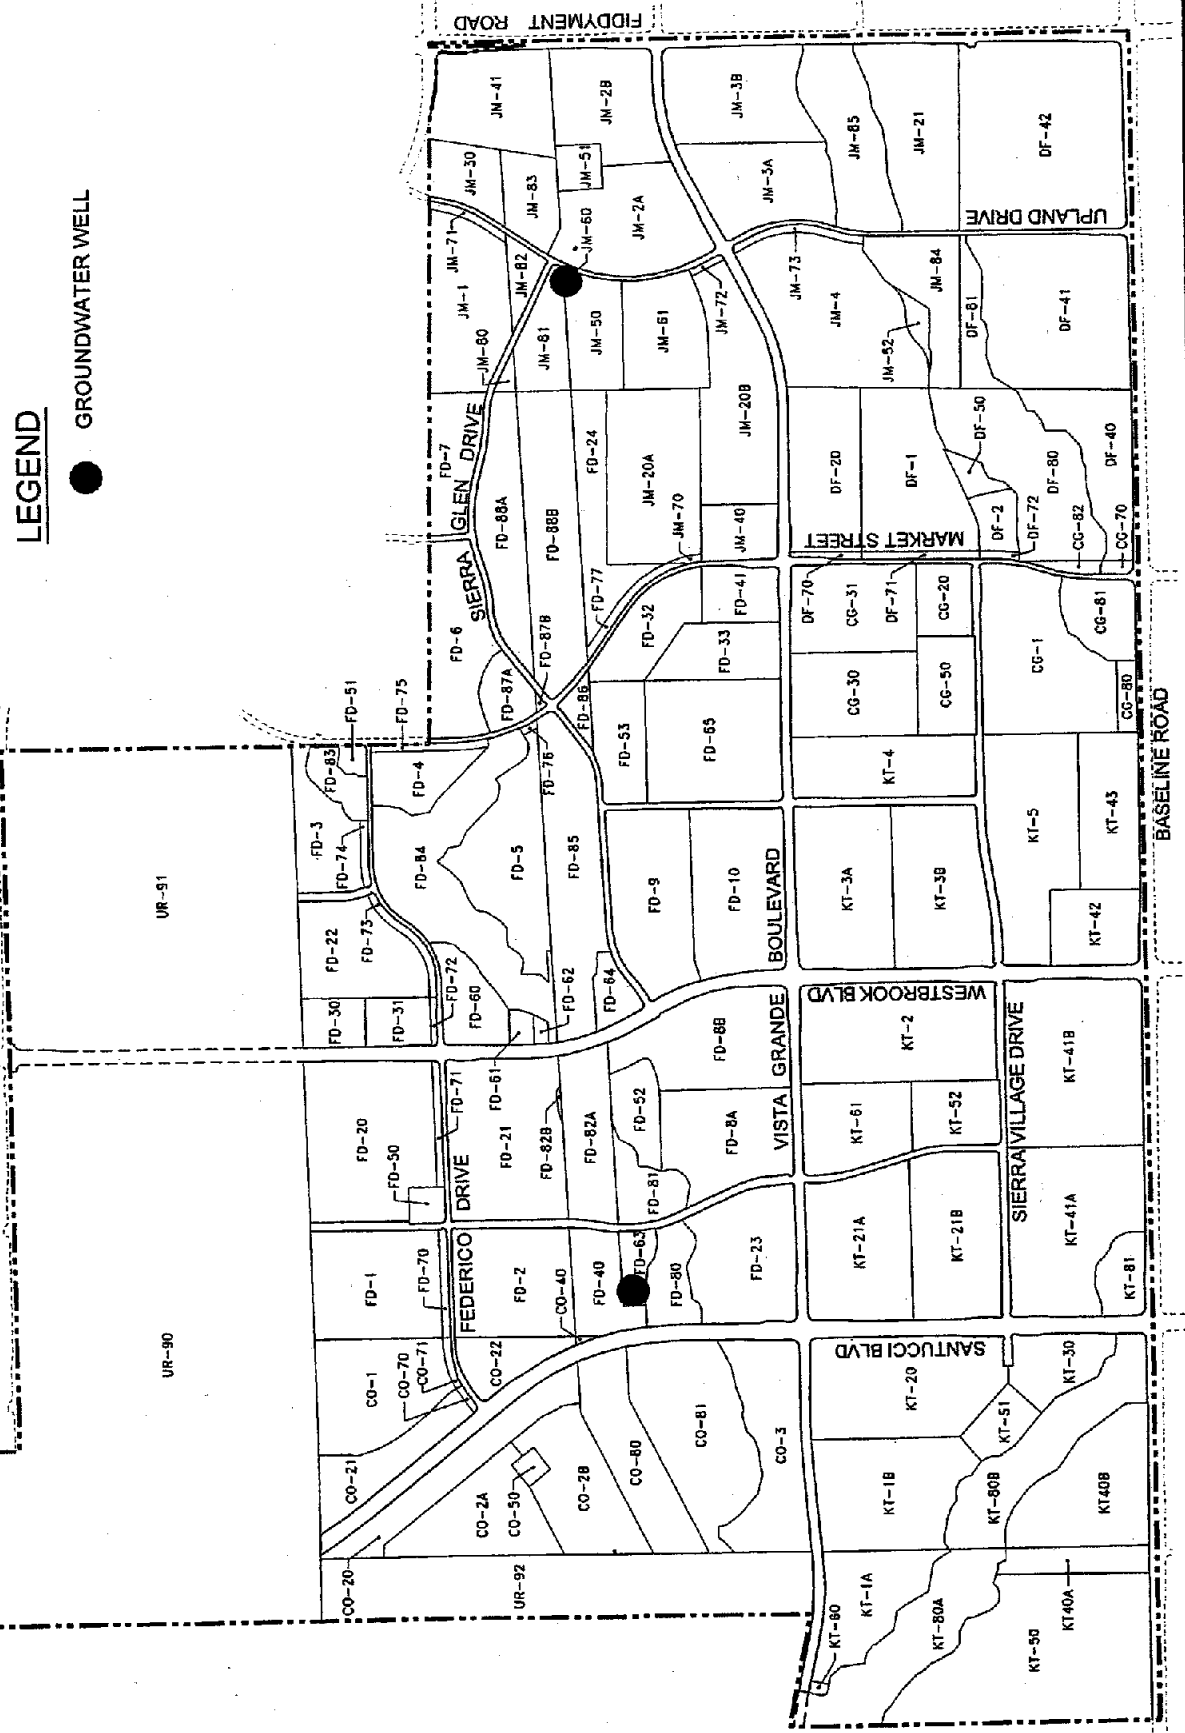 LEGEND
GROUNDWATER WELL
FIDDYMENT ROAD
JM-41
JM-2B
JM-3B
JM-85
JM-21
DF-42
JM-30
JM-83
JM-51
JM-3A
JM-71
JM-60
JM-2A
UPLAND DRIVE
JM-1
JM-82
JM-73
JM-84
JM-80
JM-81
JM-50
JM-61
JM-72
JM-4
JM-52
DF-81
DF-41
SIERRA GLEN DRIVE
FD-7
FD-88A
FD-88B
FD-24
JM-20A
JM-20B
DF-20
DF-1
DF-50
DF-80
DF-40
JM-70
JM-40
MARKET STREET
DF-2
DF-72
CG-82
CG-70
FD-6
FD-77
FD-32
FD-41
DF-70
CG-31
DF-71
CG-20
CG-81
FD-87B
FD-33
CG-1
FD-51
FD-75
FD-87A
FD-86
CG-30
CG-50
CG-80
FD-83
FD-4
FD-76
FD-53
FD-65
KT-4
BASELINE ROAD
FD-3
FD-74
FD-84
FD-5
FD-85
KT-5
KT-43
UR-91
FD-9
FD-10
BOULEVARD
KT-3A
KT-3B
KT-42
FD-22
FD-73
FD-72
FD-60
FD-62
FD-64
WESTBROOK BLVD
FD-30
FD-31
FD-61
FD-8B
VISTA GRANDE
KT-2
SIERRA VILLAGE DRIVE
KT-41B
FD-20
FD-71
FD-21
FD-82B
FD-82A
FD-52
FD-8A
KT-61
KT-52
FD-50
FEDERICO DRIVE
FD-81
KT-21A
KT-21B
KT-41A
FD-1
FD-70
FD-2
CO-40
FD-40
FD-63
FD-80
FD-23
KT-81
UR-90
CO-1
CO-70
CO-71
CO-22
SANTUCCI BLVD
KT-20
KT-30
KT-51
CO-21
CO-81
CO-3
CO-2A
CO-50
CO-2B
CO-80
KT-1B
KT-80B
KT40B
CO-20
UR-92
KT-60
KT-1A
KT-80A
KT-50
KT40A